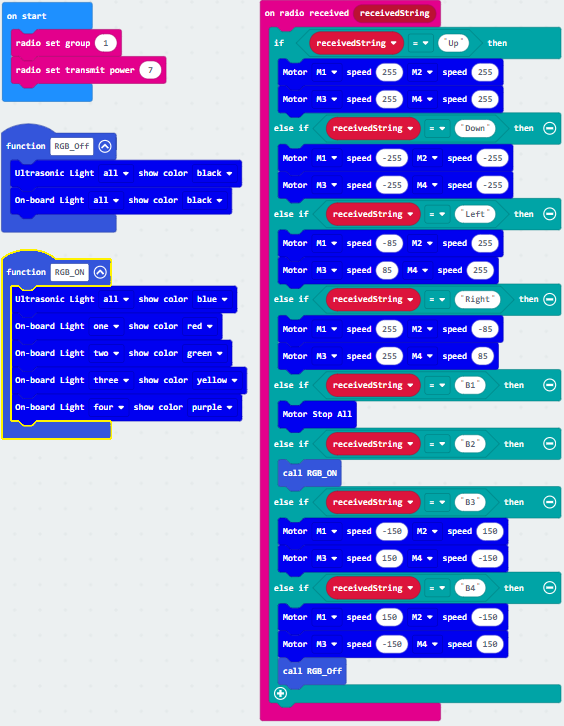 on start
radio set group 1
radio set transmit power 7
function RGB_Off
Ultrasonic Light all show color black
On-board Light all show color black
function RGB_ON
Ultrasonic Light all show color blue
On-board Light one show color red
On-board Light two show color green
On-board Light three show color yellow
On-board Light four show color purple
on radio received receivedString
if receivedString = "Up" then
Motor M1 speed 255 M2 speed 255
Motor M3 speed 255 M4 speed 255
else if receivedString = "Down" then
Motor M1 speed -255 M2 speed -255
Motor M3 speed -255 M4 speed -255
else if receivedString = "Left" then
Motor M1 speed -85 M2 speed 255
Motor M3 speed 85 M4 speed 255
else if receivedString = "Right" then
Motor M1 speed 255 M2 speed -85
Motor M3 speed 255 M4 speed 85
else if receivedString = "B1" then
Motor Stop All
else if receivedString = "B2" then
call RGB_ON
else if receivedString = "B3" then
Motor M1 speed -150 M2 speed 150
Motor M3 speed 150 M4 speed -150
else if receivedString = "B4" then
Motor M1 speed 150 M2 speed -150
Motor M3 speed -150 M4 speed 150
call RGB_Off